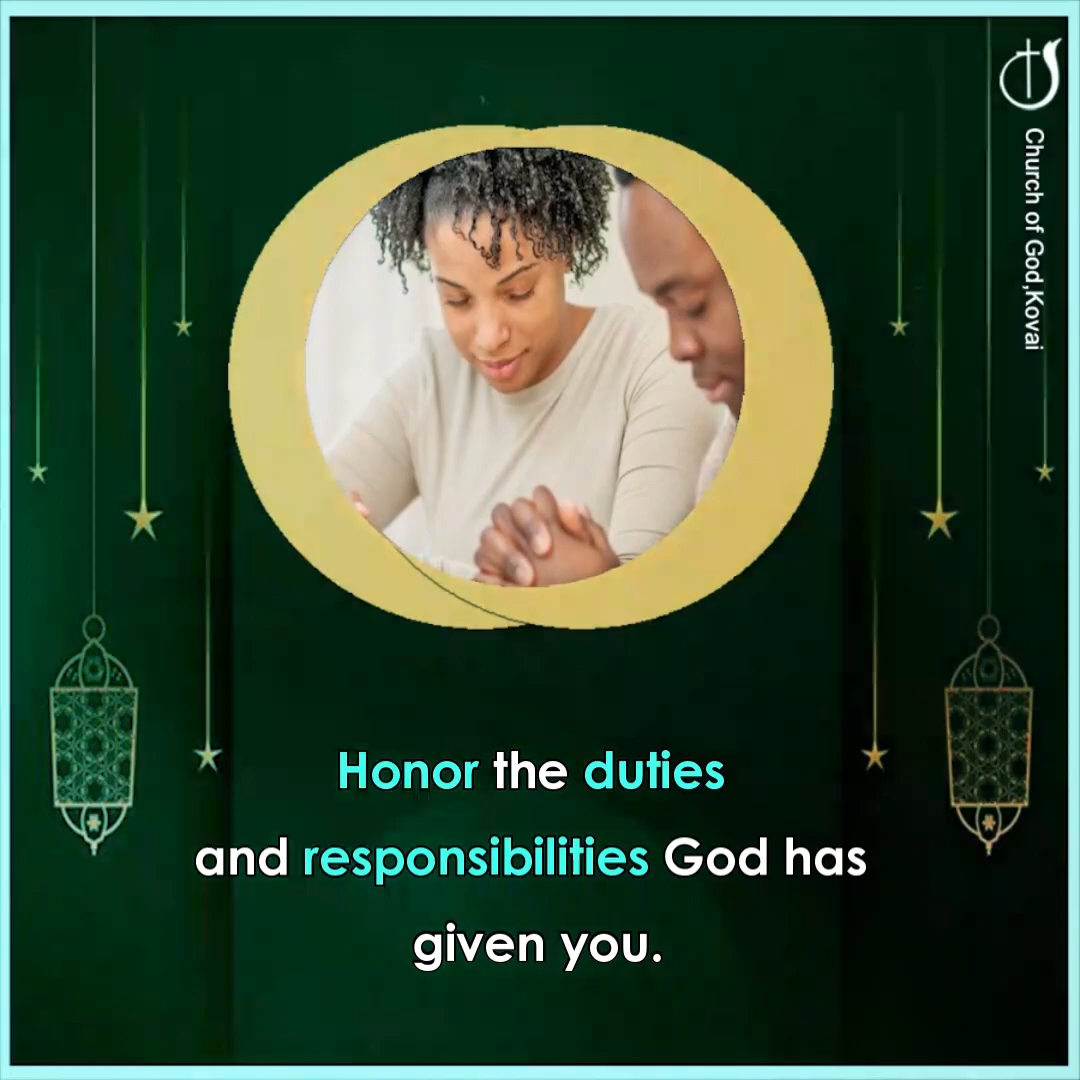 Church of God,Kovai
Honor the duties
and responsibilities God has
given you.